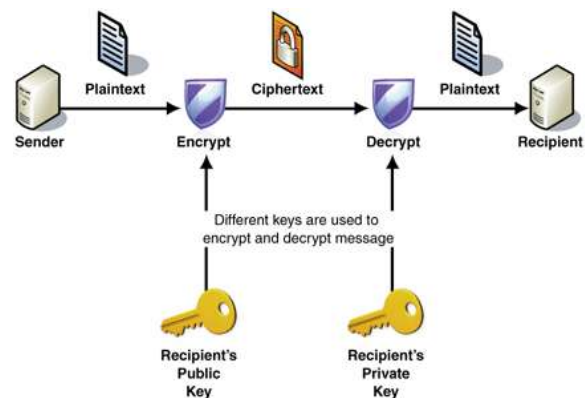 Plaintext
Ciphertext
Plaintext
Sender
Encrypt
Decrypt
Recipient
Different keys are used to
encrypt and decrypt message
Recipient's
Public
Key
Recipient's
Private
Key